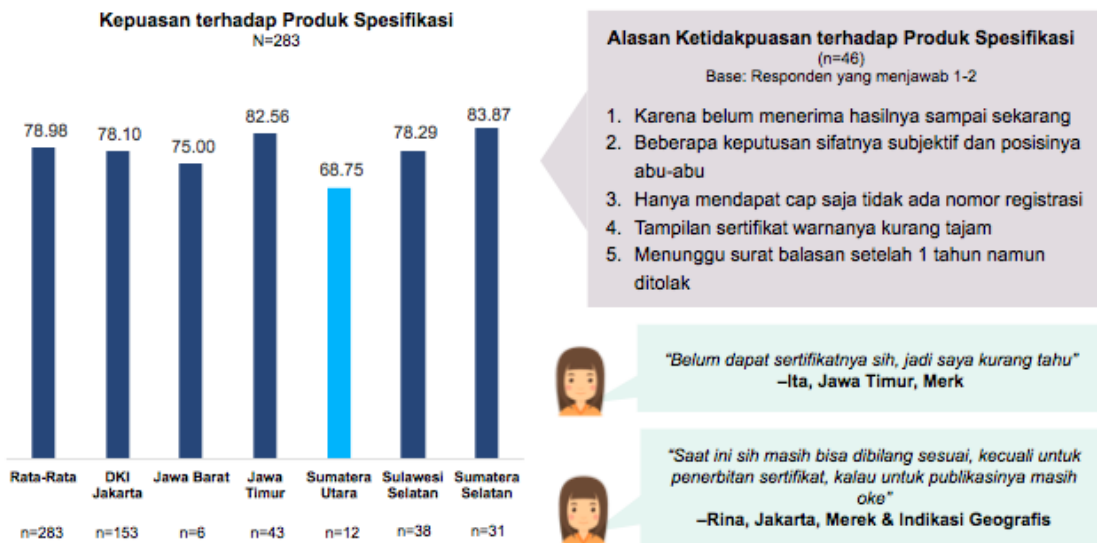 Kepuasan terhadap Produk Spesifikasi
N=283
78.98
78.10
75.00
82.56
68.75
78.29
83.87
Rata-Rata
DKI
Jakarta
Jawa Barat
Jawa
Timur
Sumatera
Utara
Sulawesi
Selatan
Sumatera
Selatan
n=283
n=153
n=6
n=43
n=12
n=38
n=31
Alasan Ketidakpuasan terhadap Produk Spesifikasi
(n=46)
Base: Responden yang menjawab 1-2
1. Karena belum menerima hasilnya sampai sekarang
2. Beberapa keputusan sifatnya subjektif dan posisinya
abu-abu
3. Hanya mendapat cap saja tidak ada nomor registrasi
4. Tampilan sertifikat warnanya kurang tajam
5. Menunggu surat balasan setelah 1 tahun namun
ditolak
“Belum dapat sertifikatnya sih, jadi saya kurang tahu”
–Ita, Jawa Timur, Merk
“Saat ini sih masih bisa dibilang sesuai, kecuali untuk
penerbitan sertifikat, kalau untuk publikasinya masih
oke”
–Rina, Jakarta, Merek & Indikasi Geografis